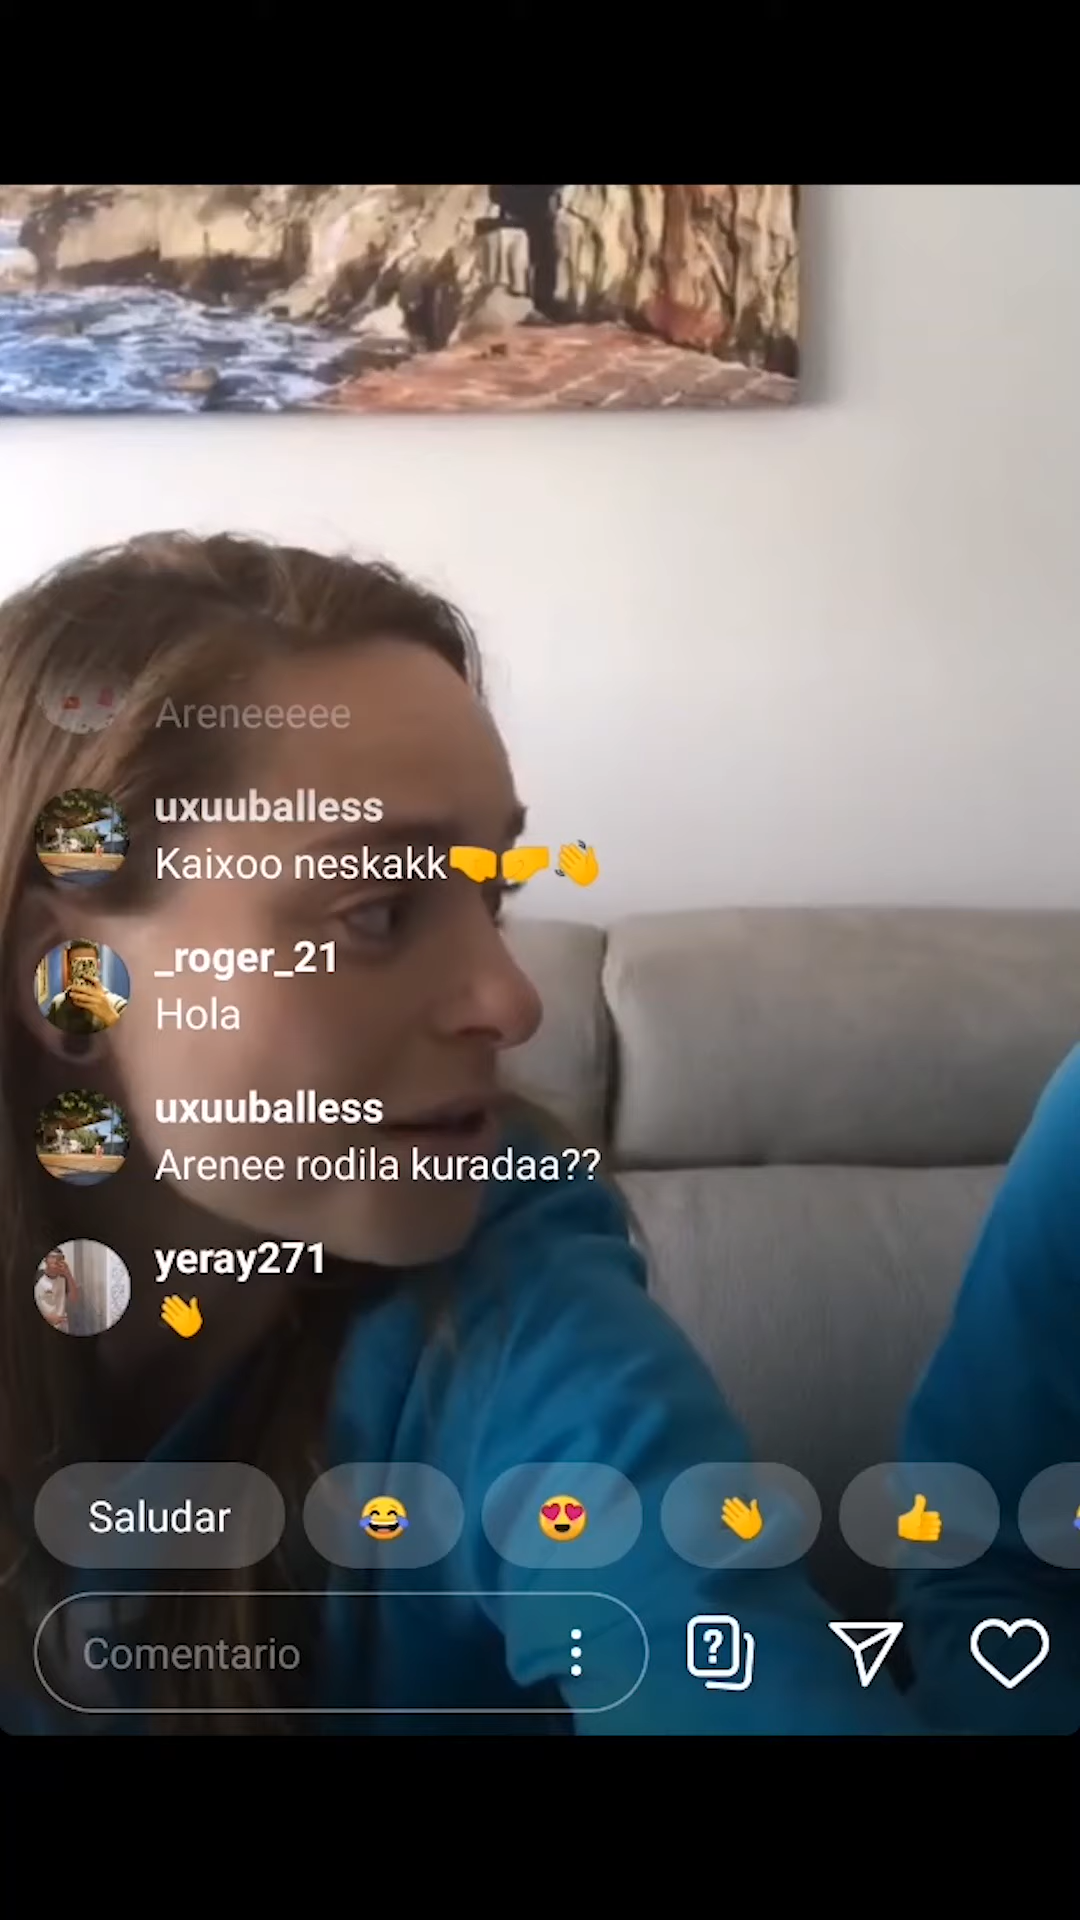 Areneeeee
uxuuballess
Kaixoo neskakk🤜🤛👋
_roger_21
Hola
uxuuballess
Arenee rodila kuradaa??
yeray271
👋
Saludar 😂 😍 👋 👍
Comentario